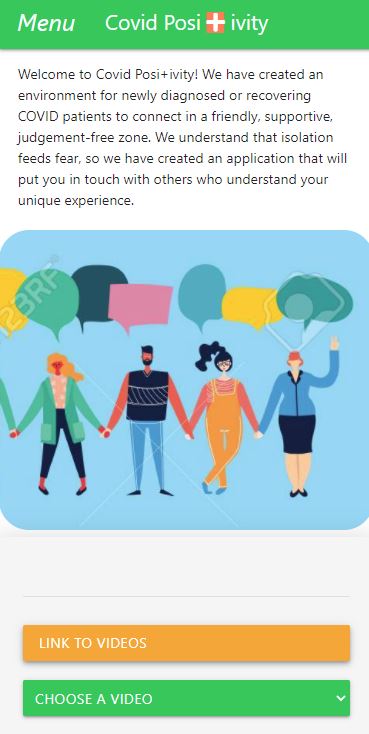 Menu Covid Posi+ivity
Welcome to Covid Posi+ivity! We have created an
environment for newly diagnosed or recovering
COVID patients to connect in a friendly, supportive,
judgement-free zone. We understand that isolation
feeds fear, so we have created an application that will
put you in touch with others who understand your
unique experience.
123RF
LINK TO VIDEOS
CHOOSE A VIDEO